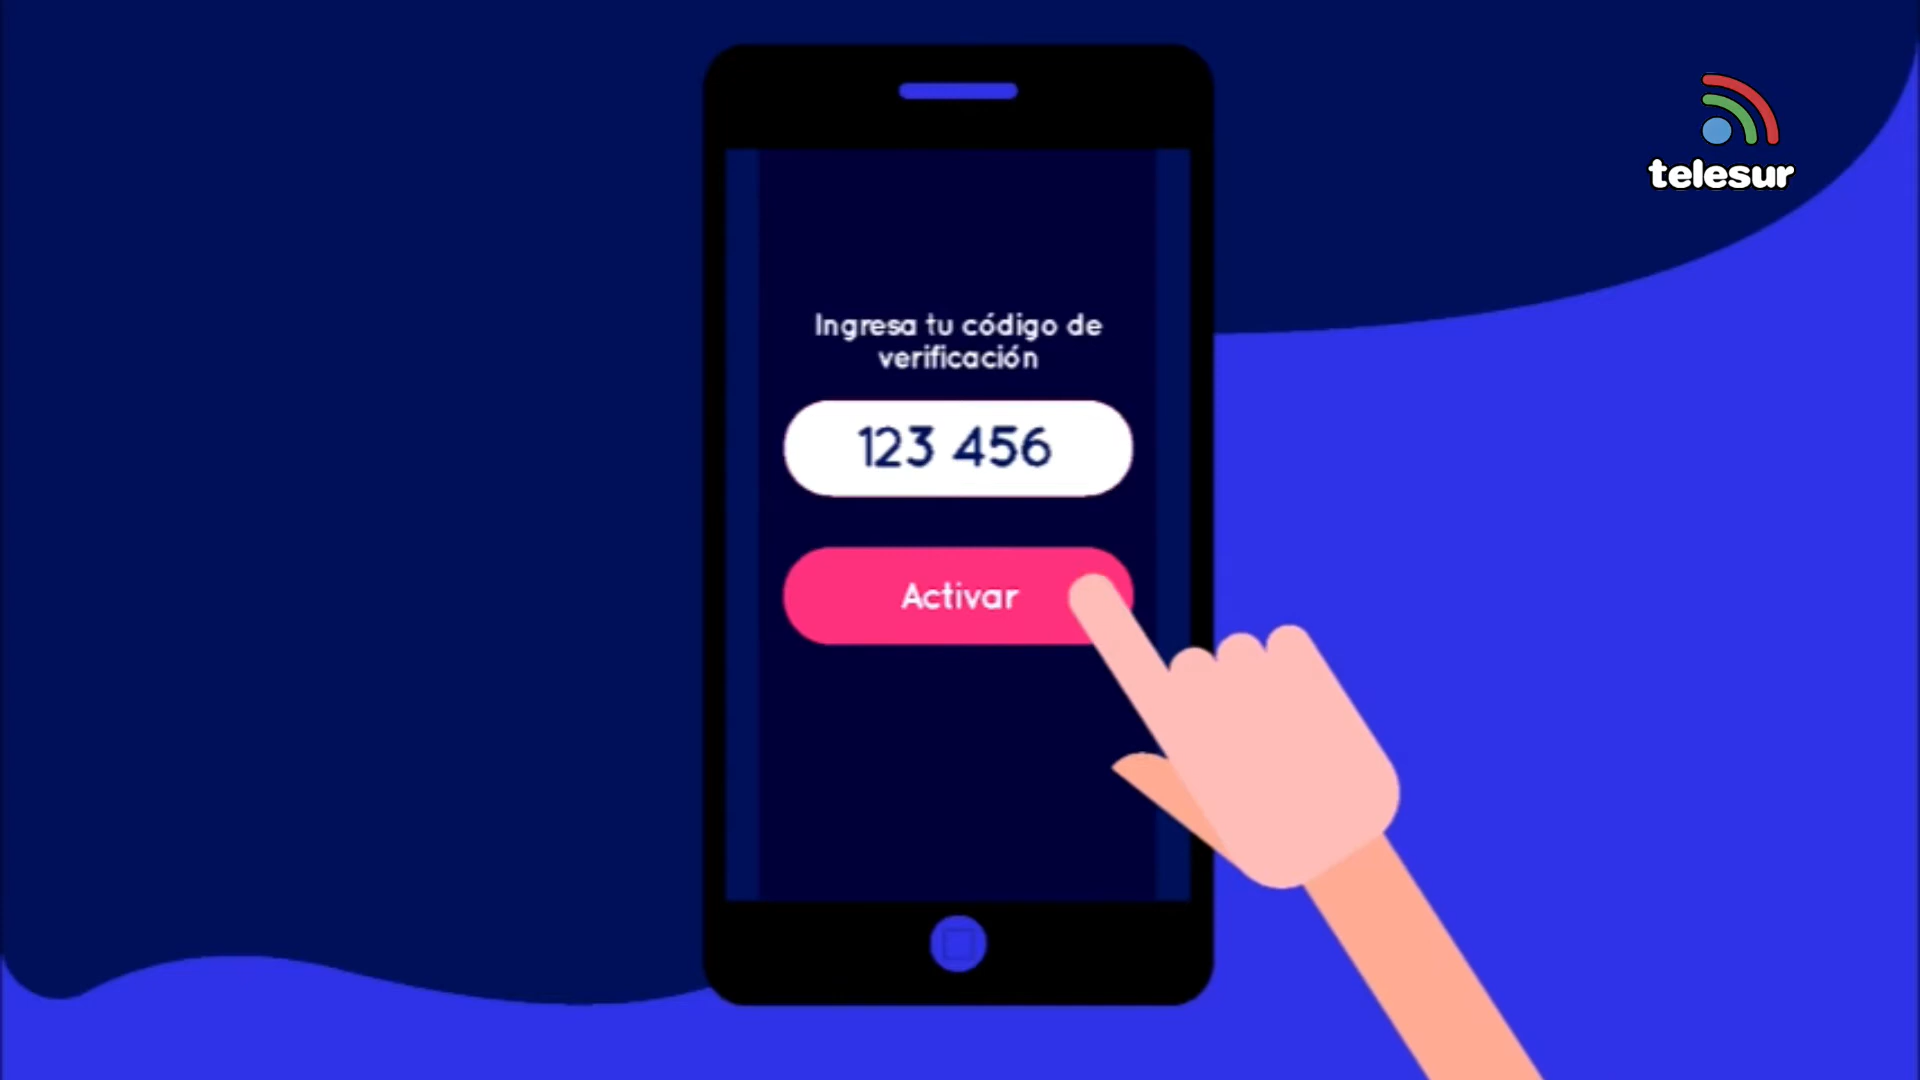 telesur
Ingresa tu código de
verificación
123 456
Activar